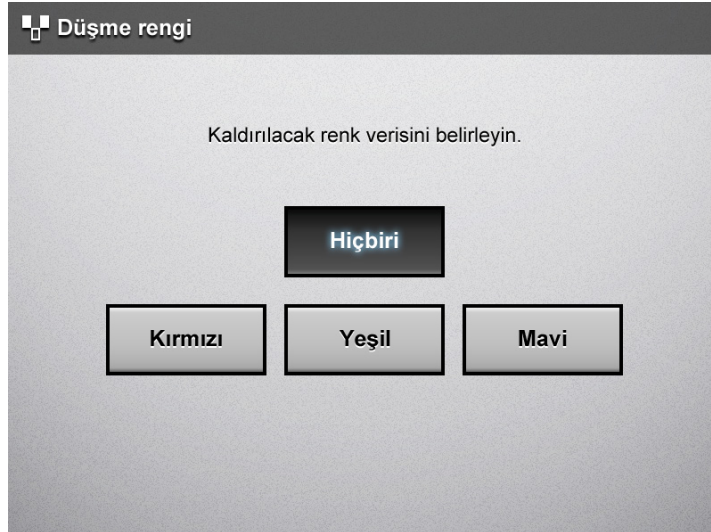 Düşme rengi
Kaldırılacak renk verisini belirleyin.
Hiçbiri
Kırmızı
Yeşil
Mavi